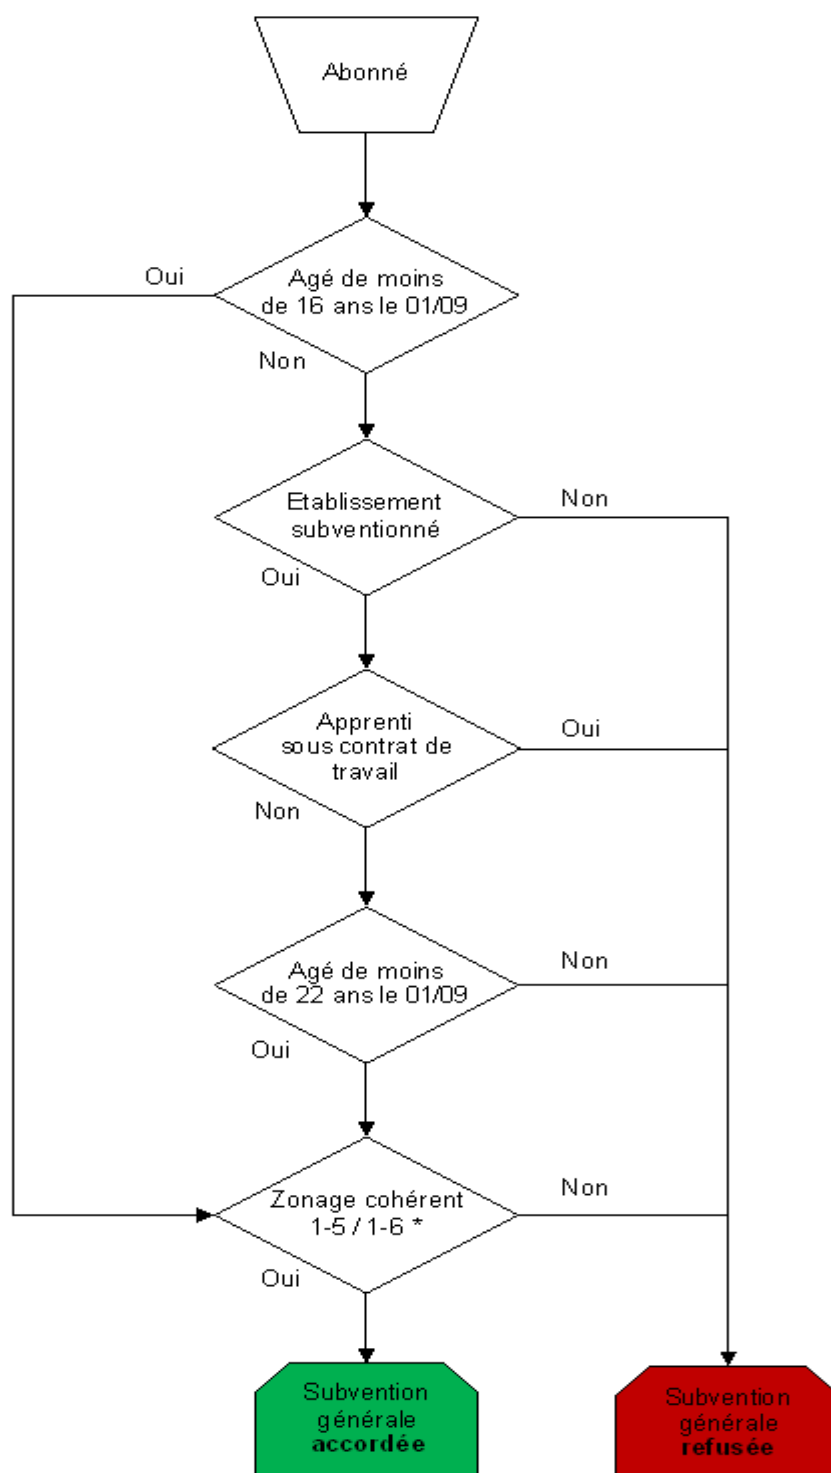 Abonné
Oui
Agé de moins
de 16 ans le 01/09
Non
Etablissement
subventionné
Non
Oui
Apprenti
sous contrat de
travail
Oui
Non
Agé de moins
de 22 ans le 01/09
Non
Oui
Zonage cohérent
1-5 / 1-6 *
Non
Oui
Subvention
générale
accordée
Subvention
générale
refusée